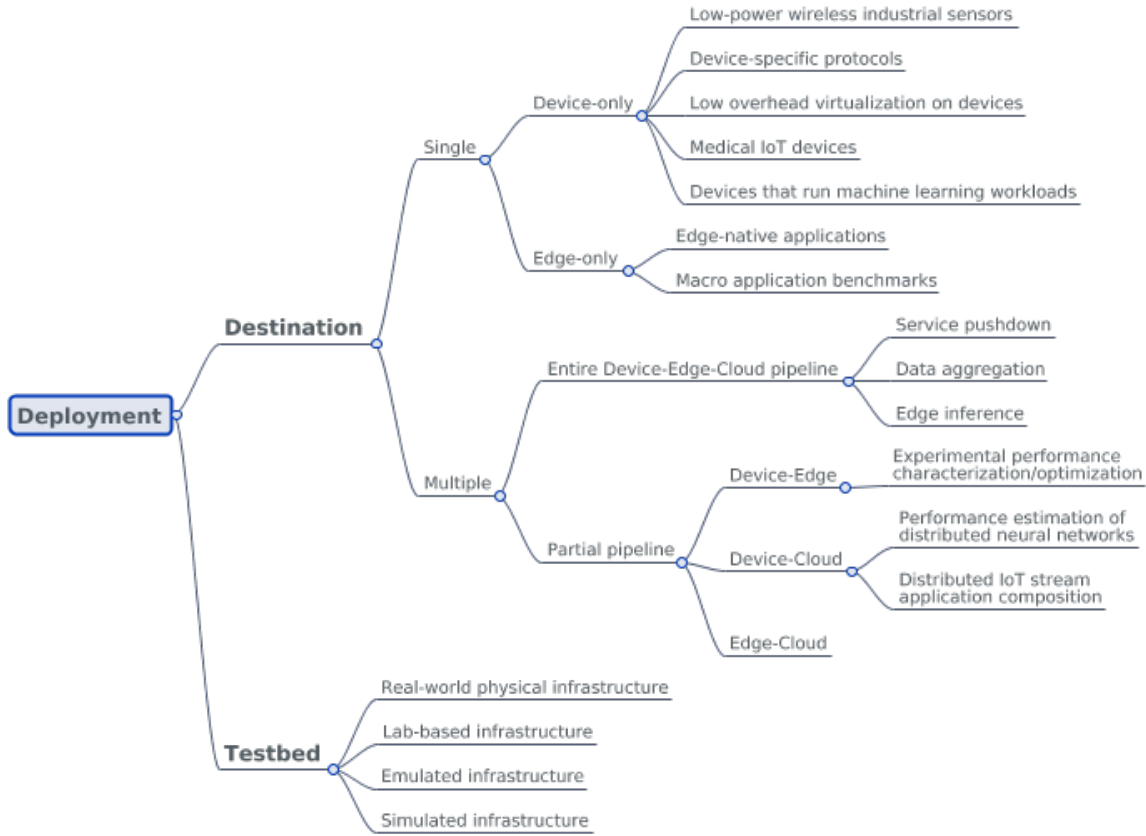 Deployment
Destination
Single
Device-only
Low-power wireless industrial sensors
Device-specific protocols
Low overhead virtualization on devices
Medical IoT devices
Devices that run machine learning workloads
Edge-only
Edge-native applications
Macro application benchmarks
Multiple
Entire Device-Edge-Cloud pipeline
Service pushdown
Data aggregation
Edge inference
Partial pipeline
Device-Edge
Experimental performance
characterization/optimization
Device-Cloud
Performance estimation of
distributed neural networks
Distributed IoT stream
application composition
Edge-Cloud
Testbed
Real-world physical infrastructure
Lab-based infrastructure
Emulated infrastructure
Simulated infrastructure